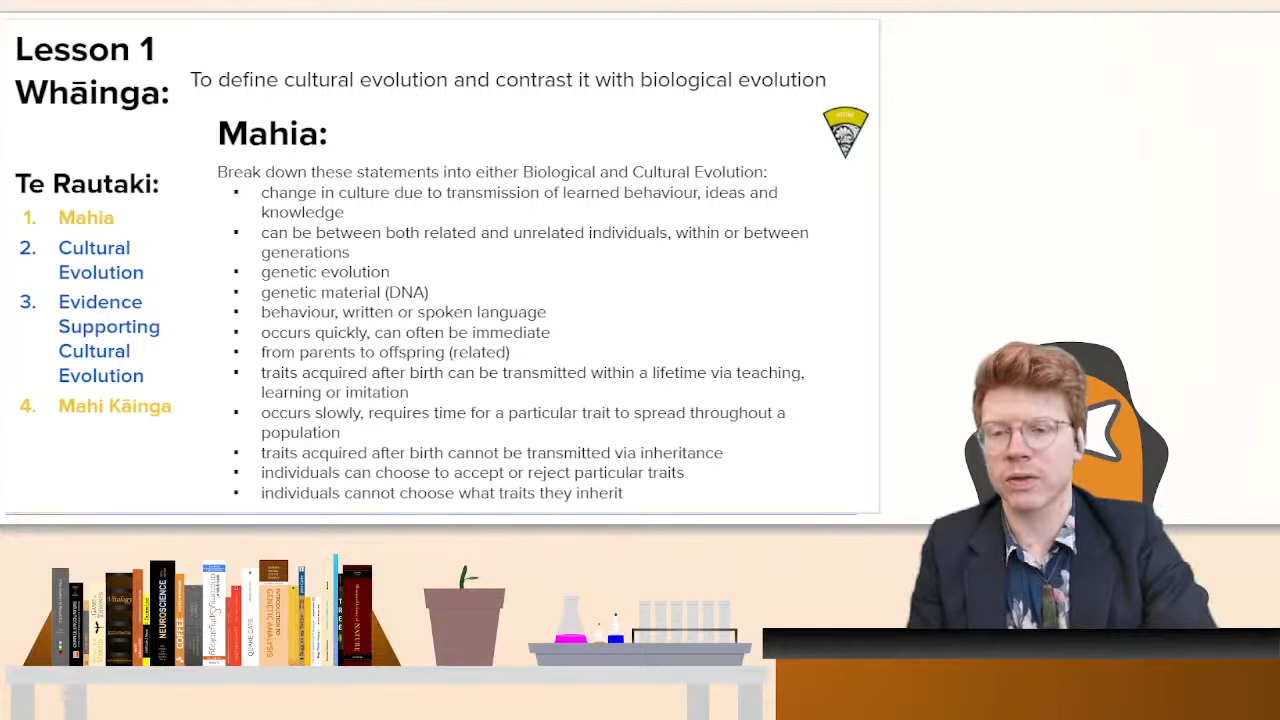 Lesson 1
Whāinga:
To define cultural evolution and contrast it with biological evolution
Mahia:
Break down these statements into either Biological and Cultural Evolution:
▪ change in culture due to transmission of learned behaviour, ideas and
knowledge
▪ can be between both related and unrelated individuals, within or between
generations
▪ genetic evolution
▪ genetic material (DNA)
▪ behaviour, written or spoken language
▪ occurs quickly, can often be immediate
▪ from parents to offspring (related)
▪ traits acquired after birth can be transmitted within a lifetime via teaching,
learning or imitation
▪ occurs slowly, requires time for a particular trait to spread throughout a
population
▪ traits acquired after birth cannot be transmitted via inheritance
▪ individuals can choose to accept or reject particular traits
▪ individuals cannot choose what traits they inherit
Te Rautaki:
1. Mahia
2. Cultural
Evolution
3. Evidence
Supporting
Cultural
Evolution
4. Mahi Kāinga
Vitality
NEUROSCIENCE
COFFEE
QUAKE CATS
GENETIC ANALYSIS
TREE
NATURE